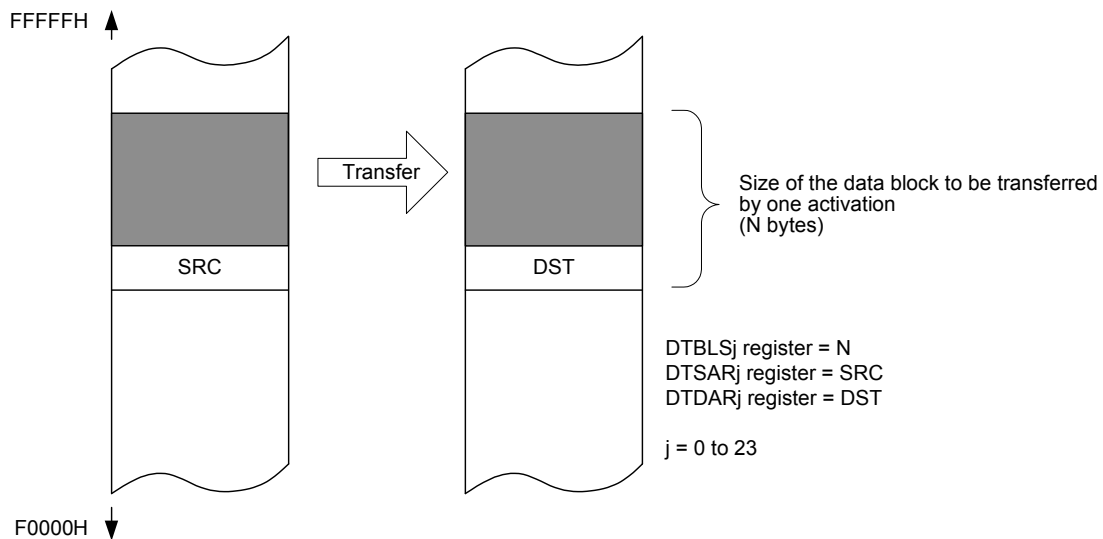 FFFFFH
Transfer
Size of the data block to be transferred
by one activation
(N bytes)
SRC
DST
DTBLSj register = N
DTSARj register = SRC
DTDARj register = DST
j = 0 to 23
F0000H